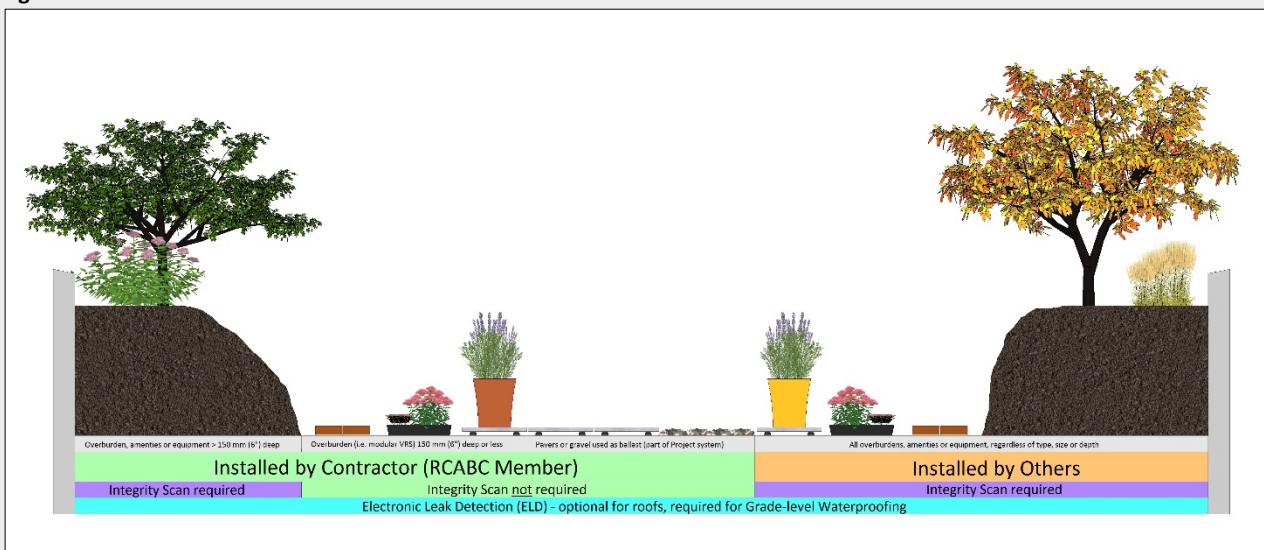 Overburden, amenities or equipment > 150 mm (6") deep
Overburden (i.e. modular VRS) 150 mm (6") deep or less
Pavers or gravel used as ballast (part of Project system)
All overburdens, amenities or equipment, regardless of type, size or depth
Installed by Contractor (RCABC Member)
Installed by Others
Integrity Scan required
Integrity Scan not required
Integrity Scan required
Electronic Leak Detection (ELD) - optional for roofs, required for Grade-level Waterproofing